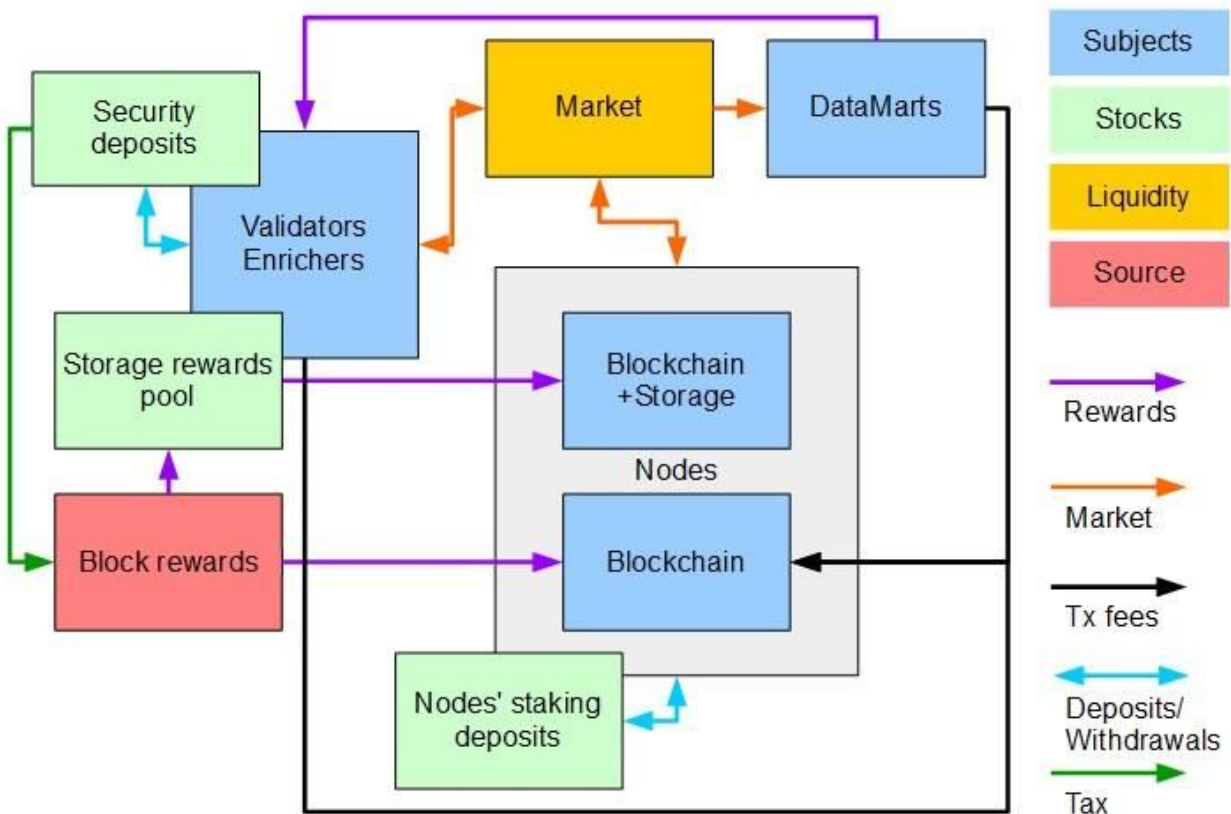 Security
deposits
Market
DataMarts
Validators
Enrichers
Storage rewards
pool
Blockchain
+Storage
Nodes
Block rewards
Blockchain
Nodes' staking
deposits
Subjects
Stocks
Liquidity
Source
Rewards
Market
Tx fees
Deposits/
Withdrawals
Tax